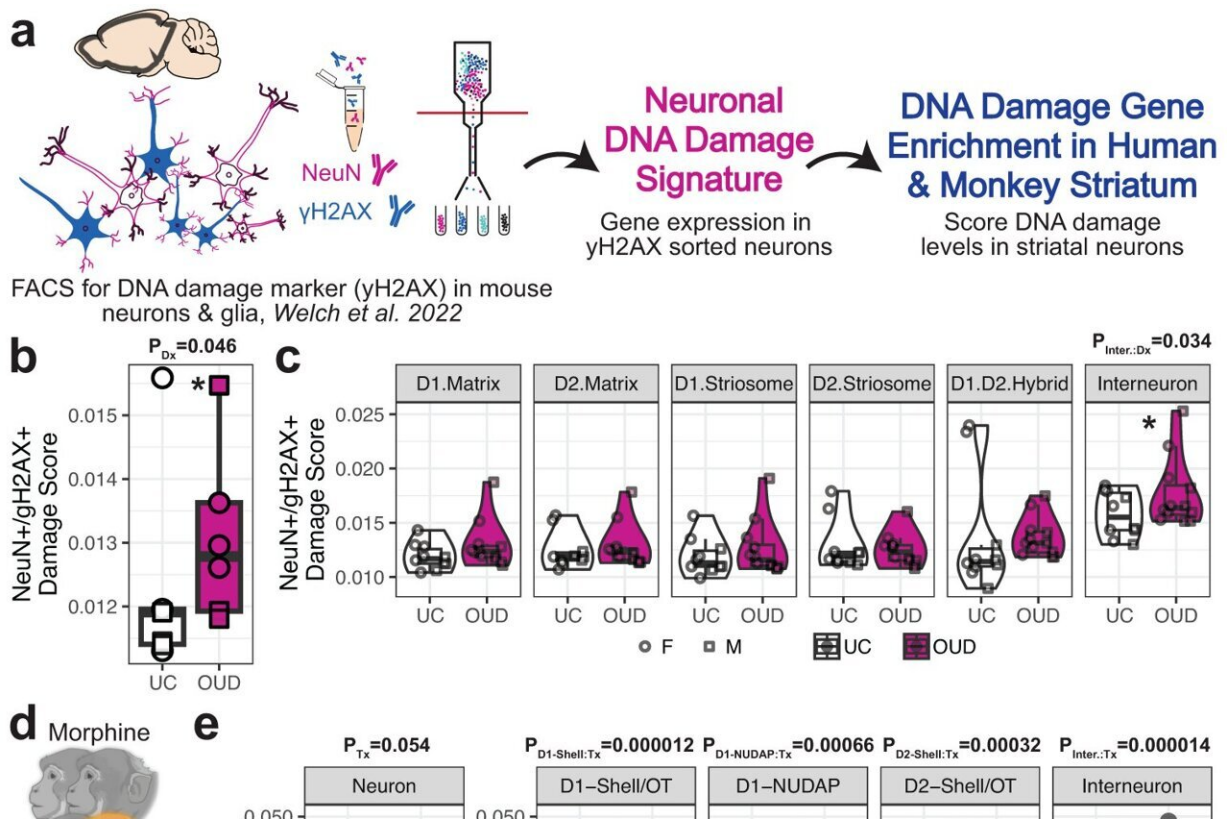 a
NeuN
γH2AX
Neuronal
DNA Damage
Signature
Gene expression in
γH2AX sorted neurons
DNA Damage Gene
Enrichment in Human
& Monkey Striatum
Score DNA damage
levels in striatal neurons
FACS for DNA damage marker (yH2AX) in mouse
neurons & glia, Welch et al. 2022
b
PDx=0.046
*
NeuN+/gH2AX+
Damage Score
0.015
0.014
0.013
0.012
UC OUD
c
PInter.:Dx=0.034
D1.Matrix D2.Matrix D1.Striosome D2.Striosome D1.D2.Hybrid Interneuron
*
NeuN+/gH2AX+
Damage Score
0.025
0.020
0.015
0.010
UC OUD UC OUD UC OUD UC OUD UC OUD UC OUD
F M UC OUD
d
Morphine
e
PTx=0.054 PD1-Shell:Tx=0.000012 PD1-NUDAP:Tx=0.00066 PD2-Shell:Tx=0.00032 PInter.:Tx=0.000014
Neuron D1–Shell/OT D1–NUDAP D2–Shell/OT Interneuron
0.050 0.050